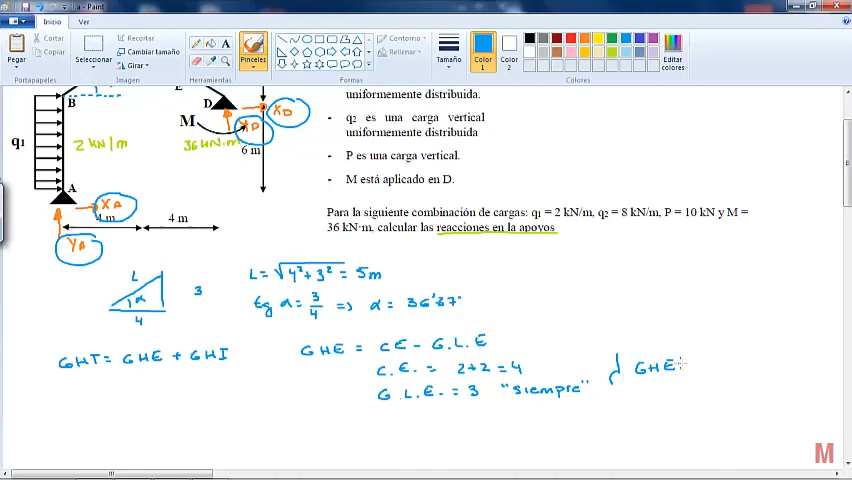 a - Paint
Inicio
Ver
Cortar
Copiar
Pegar
Portapapeles
Seleccionar
Recortar
Cambiar tamaño
Girar
Imagen
A
Herramientas
Pinceles
Contorno
Rellenar
Formas
Tamaño
Color 1
Color 2
Colores
Editar colores
uniformemente distribuida.
- q2 es una carga vertical
uniformemente distribuida
- P es una carga vertical.
- M está aplicado en D.
Para la siguiente combinación de cargas: q1 = 2 kN/m, q2 = 8 kN/m, P = 10 kN y M =
36 kN·m, calcular las reacciones en la apoyos
B
D
XD
M
YD
q1
2 kN/m
36 kN·m
6 m
A
XA
4 m
4 m
YA
L
α
3
4
L = √4² + 3² = 5m
tg α = 3/4 => α = 36'87°
GHT = GHE + GHI
GHE = CE - G.L.E
C.E. = 2+2 = 4
G.L.E. = 3 "siempre"
GHE =
M